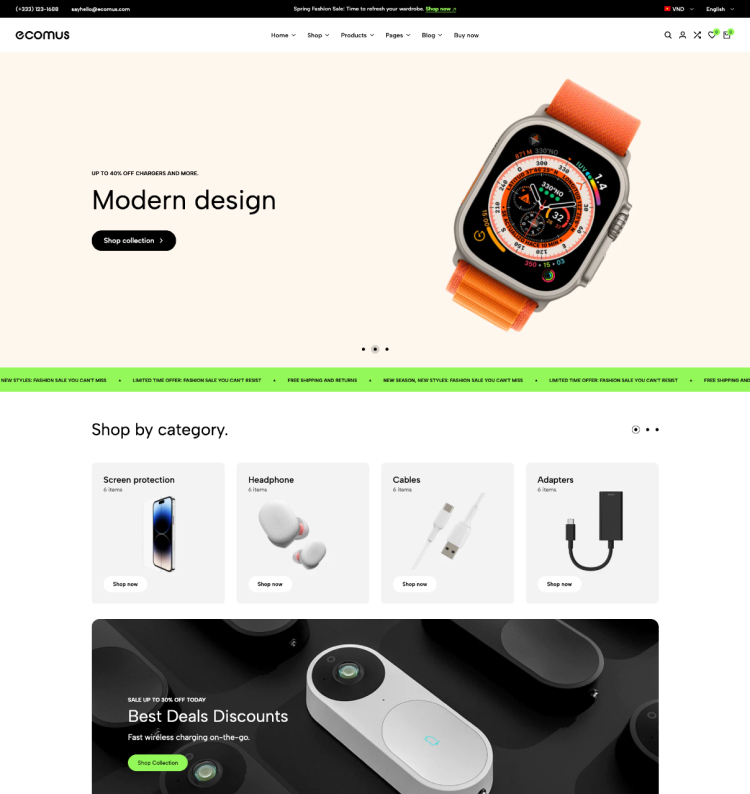 (+333) 123-1688
sayhello@ecomus.com
Spring Fashion Sale: Time to refresh your wardrobe. Shop now
VND
English
ecomus
Home
Shop
Products
Pages
Blog
Buy now
0
0
UP TO 40% OFF CHARGERS AND MORE.
Modern design
Shop collection
NEW STYLES: FASHION SALE YOU CAN'T MISS
LIMITED TIME OFFER: FASHION SALE YOU CAN'T RESIST
FREE SHIPPING AND RETURNS
NEW SEASON, NEW STYLES: FASHION SALE YOU CAN'T MISS
LIMITED TIME OFFER: FASHION SALE YOU CAN'T RESIST
FREE SHIPPING AND
Shop by category.
Screen protection
6 items
Shop now
Headphone
6 items
Shop now
Cables
6 items
Shop now
Adapters
6 items
Shop now
SALE UP TO 30% OFF TODAY
Best Deals Discounts
Fast wireless charging on-the-go.
Shop Collection